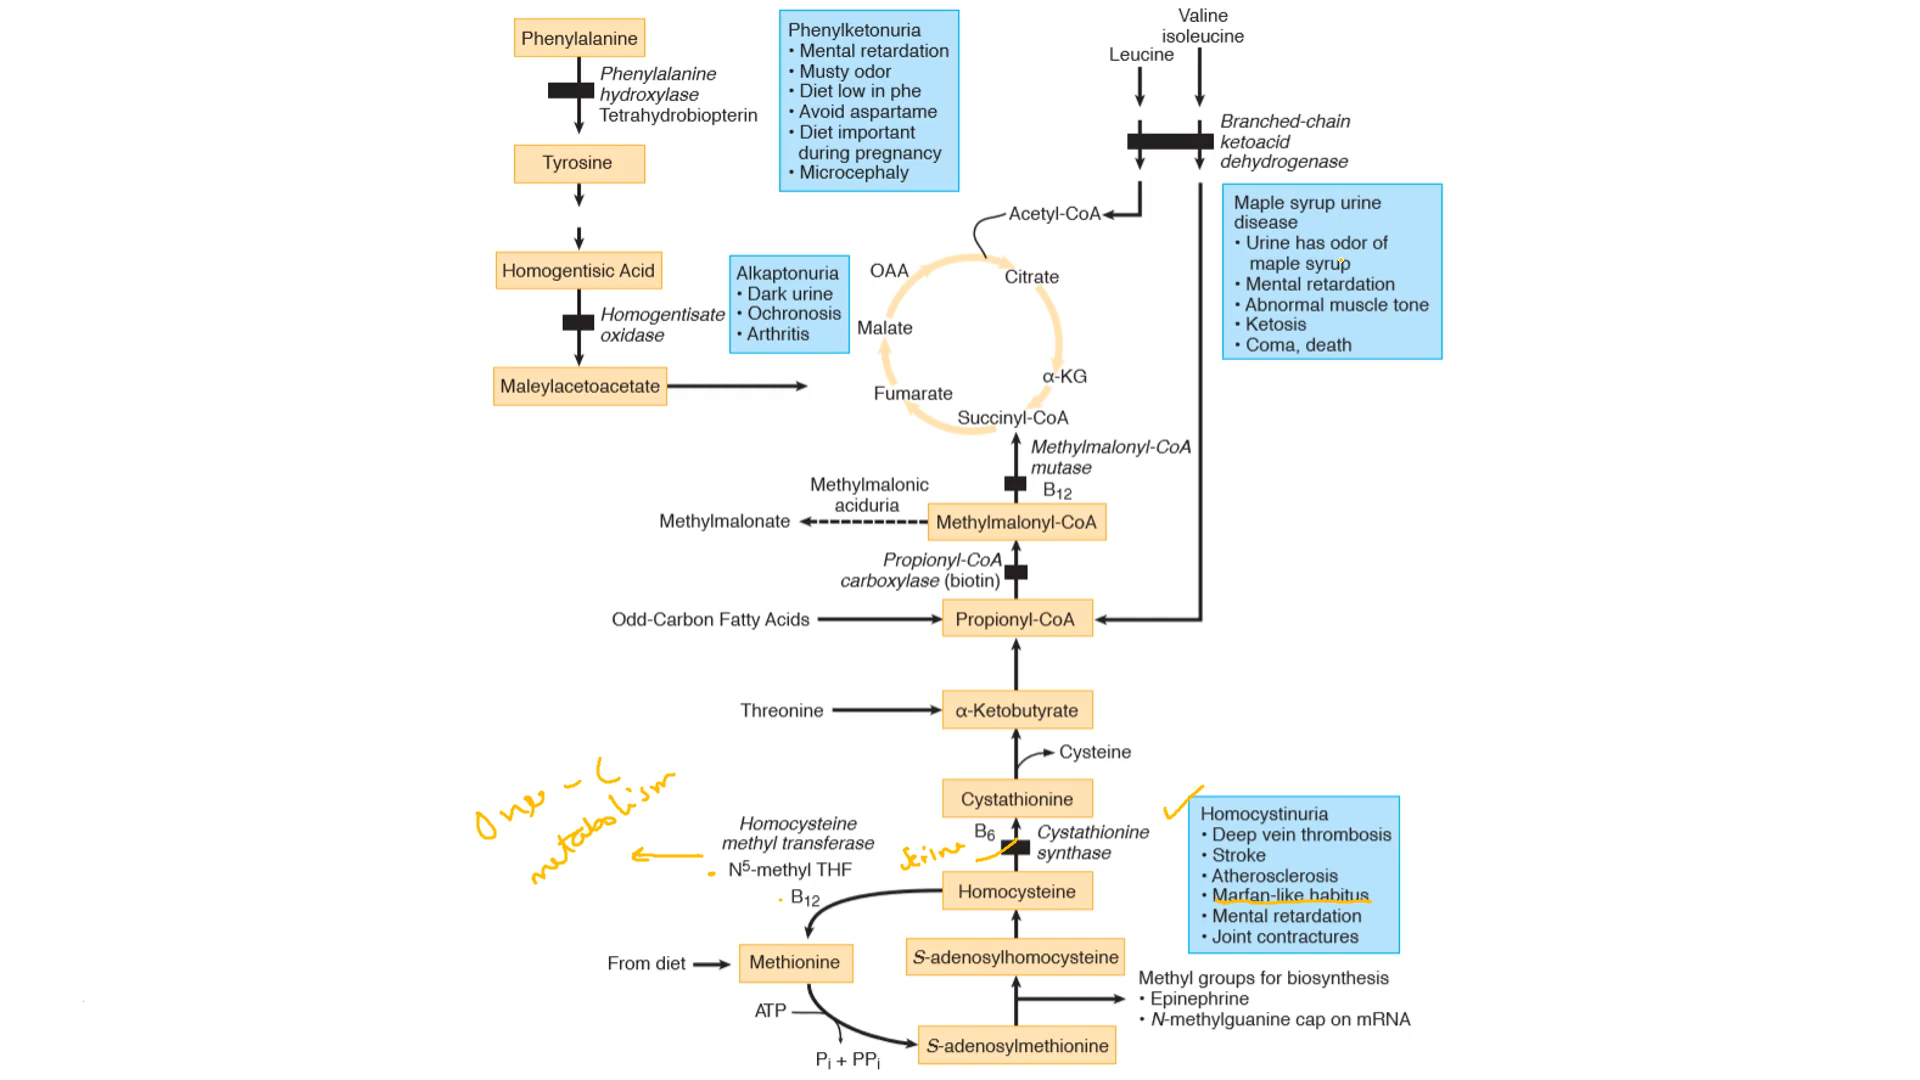 Phenylalanine
Phenylalanine
hydroxylase
Tetrahydrobiopterin
Tyrosine
Homogentisic Acid
Homogentisate
oxidase
Maleylacetoacetate
Phenylketonuria
• Mental retardation
• Musty odor
• Diet low in phe
• Avoid aspartame
• Diet important
during pregnancy
• Microcephaly
Alkaptonuria
• Dark urine
• Ochronosis
• Arthritis
Valine
isoleucine
Leucine
Branched-chain
ketoacid
dehydrogenase
Maple syrup urine
disease
• Urine has odor of
maple syrup
• Mental retardation
• Abnormal muscle tone
• Ketosis
• Coma, death
Acetyl-CoA
OAA
Citrate
Malate
α-KG
Fumarate
Succinyl-CoA
Methylmalonyl-CoA
mutase
B12
Methylmalonic
aciduria
Methylmalonate
Methylmalonyl-CoA
Propionyl-CoA
carboxylase (biotin)
Odd-Carbon Fatty Acids
Propionyl-CoA
Threonine
α-Ketobutyrate
Cysteine
Cystathionine
B6
Cystathionine
synthase
Serine
One - C
metabolism
Homocysteine
methyl transferase
N5-methyl THF
B12
Homocysteine
Homocystinuria
• Deep vein thrombosis
• Stroke
• Atherosclerosis
• Marfan-like habitus
• Mental retardation
• Joint contractures
From diet
Methionine
S-adenosylhomocysteine
Methyl groups for biosynthesis
• Epinephrine
• N-methylguanine cap on mRNA
ATP
Pi + PPi
S-adenosylmethionine